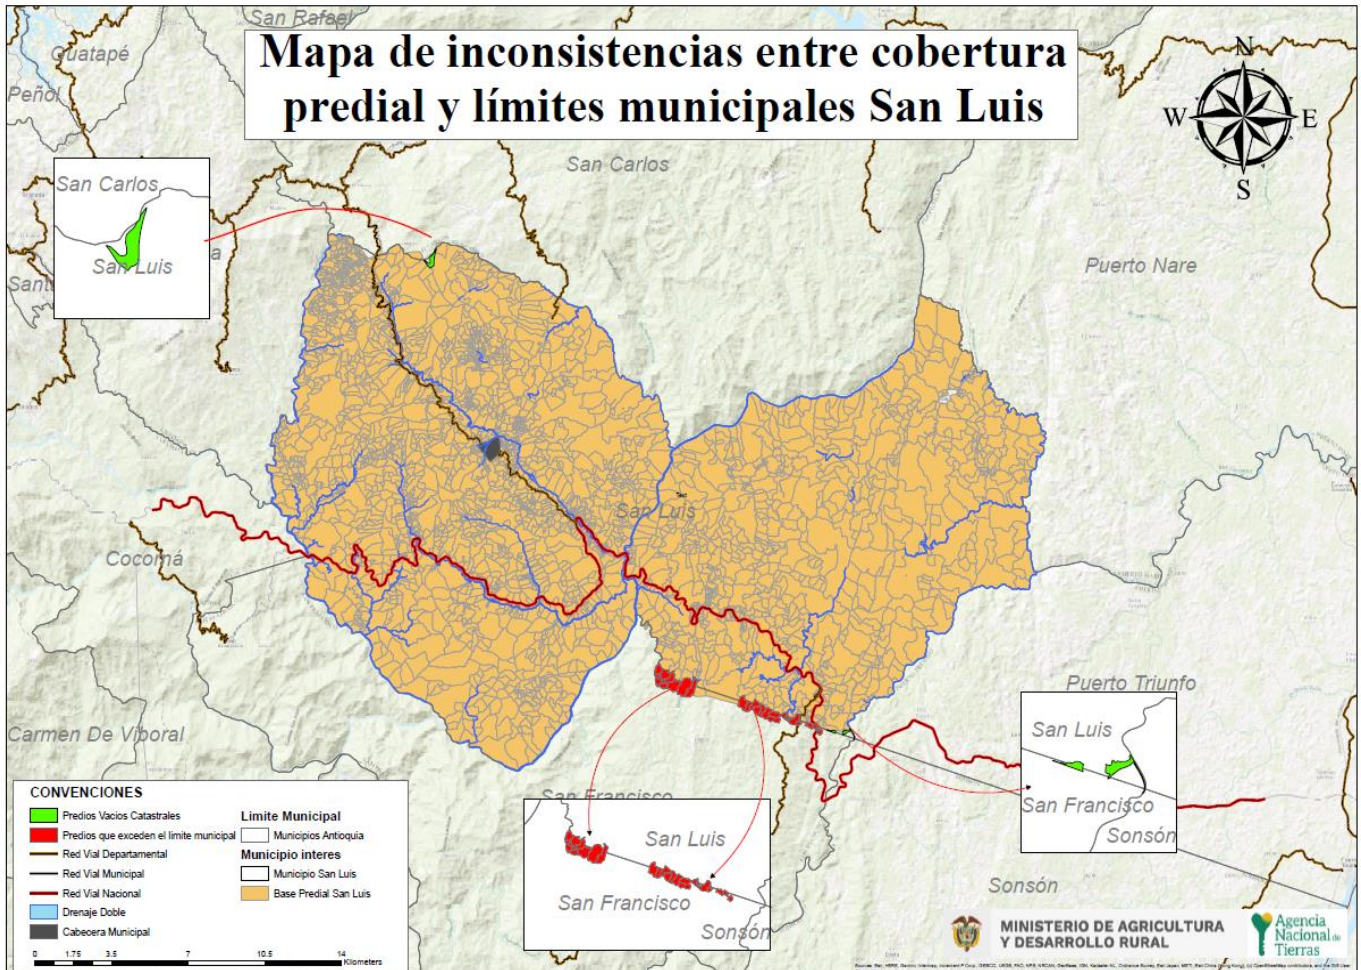 San Rafael
Guatapé
Peñol
Mapa de inconsistencias entre cobertura
predial y límites municipales San Luis
N
W
E
S
San Carlos
San Carlos
San Luis
a
Puerto Nare
San Luis
Cocorná
Puerto Triunfo
Carmen De Viboral
San Luis
San Francisco
Sonsón
San Francisco
San Luis
San Francisco
Sonsón
Sonsón
CONVENCIONES
Predios Vacios Catastrales
Predios que exceden el limite municipal
Red Vial Departamental
Red Vial Municipal
Red Vial Nacional
Drenaje Doble
Cabecera Municipal
Limite Municipal
Municipios Antioquia
Municipio interes
Municipio San Luis
Base Predial San Luis
0 1.75 3.5 7 10.5 14
Kilometers
MINISTERIO DE AGRICULTURA
Y DESARROLLO RURAL
Agencia
Nacional de
Tierras